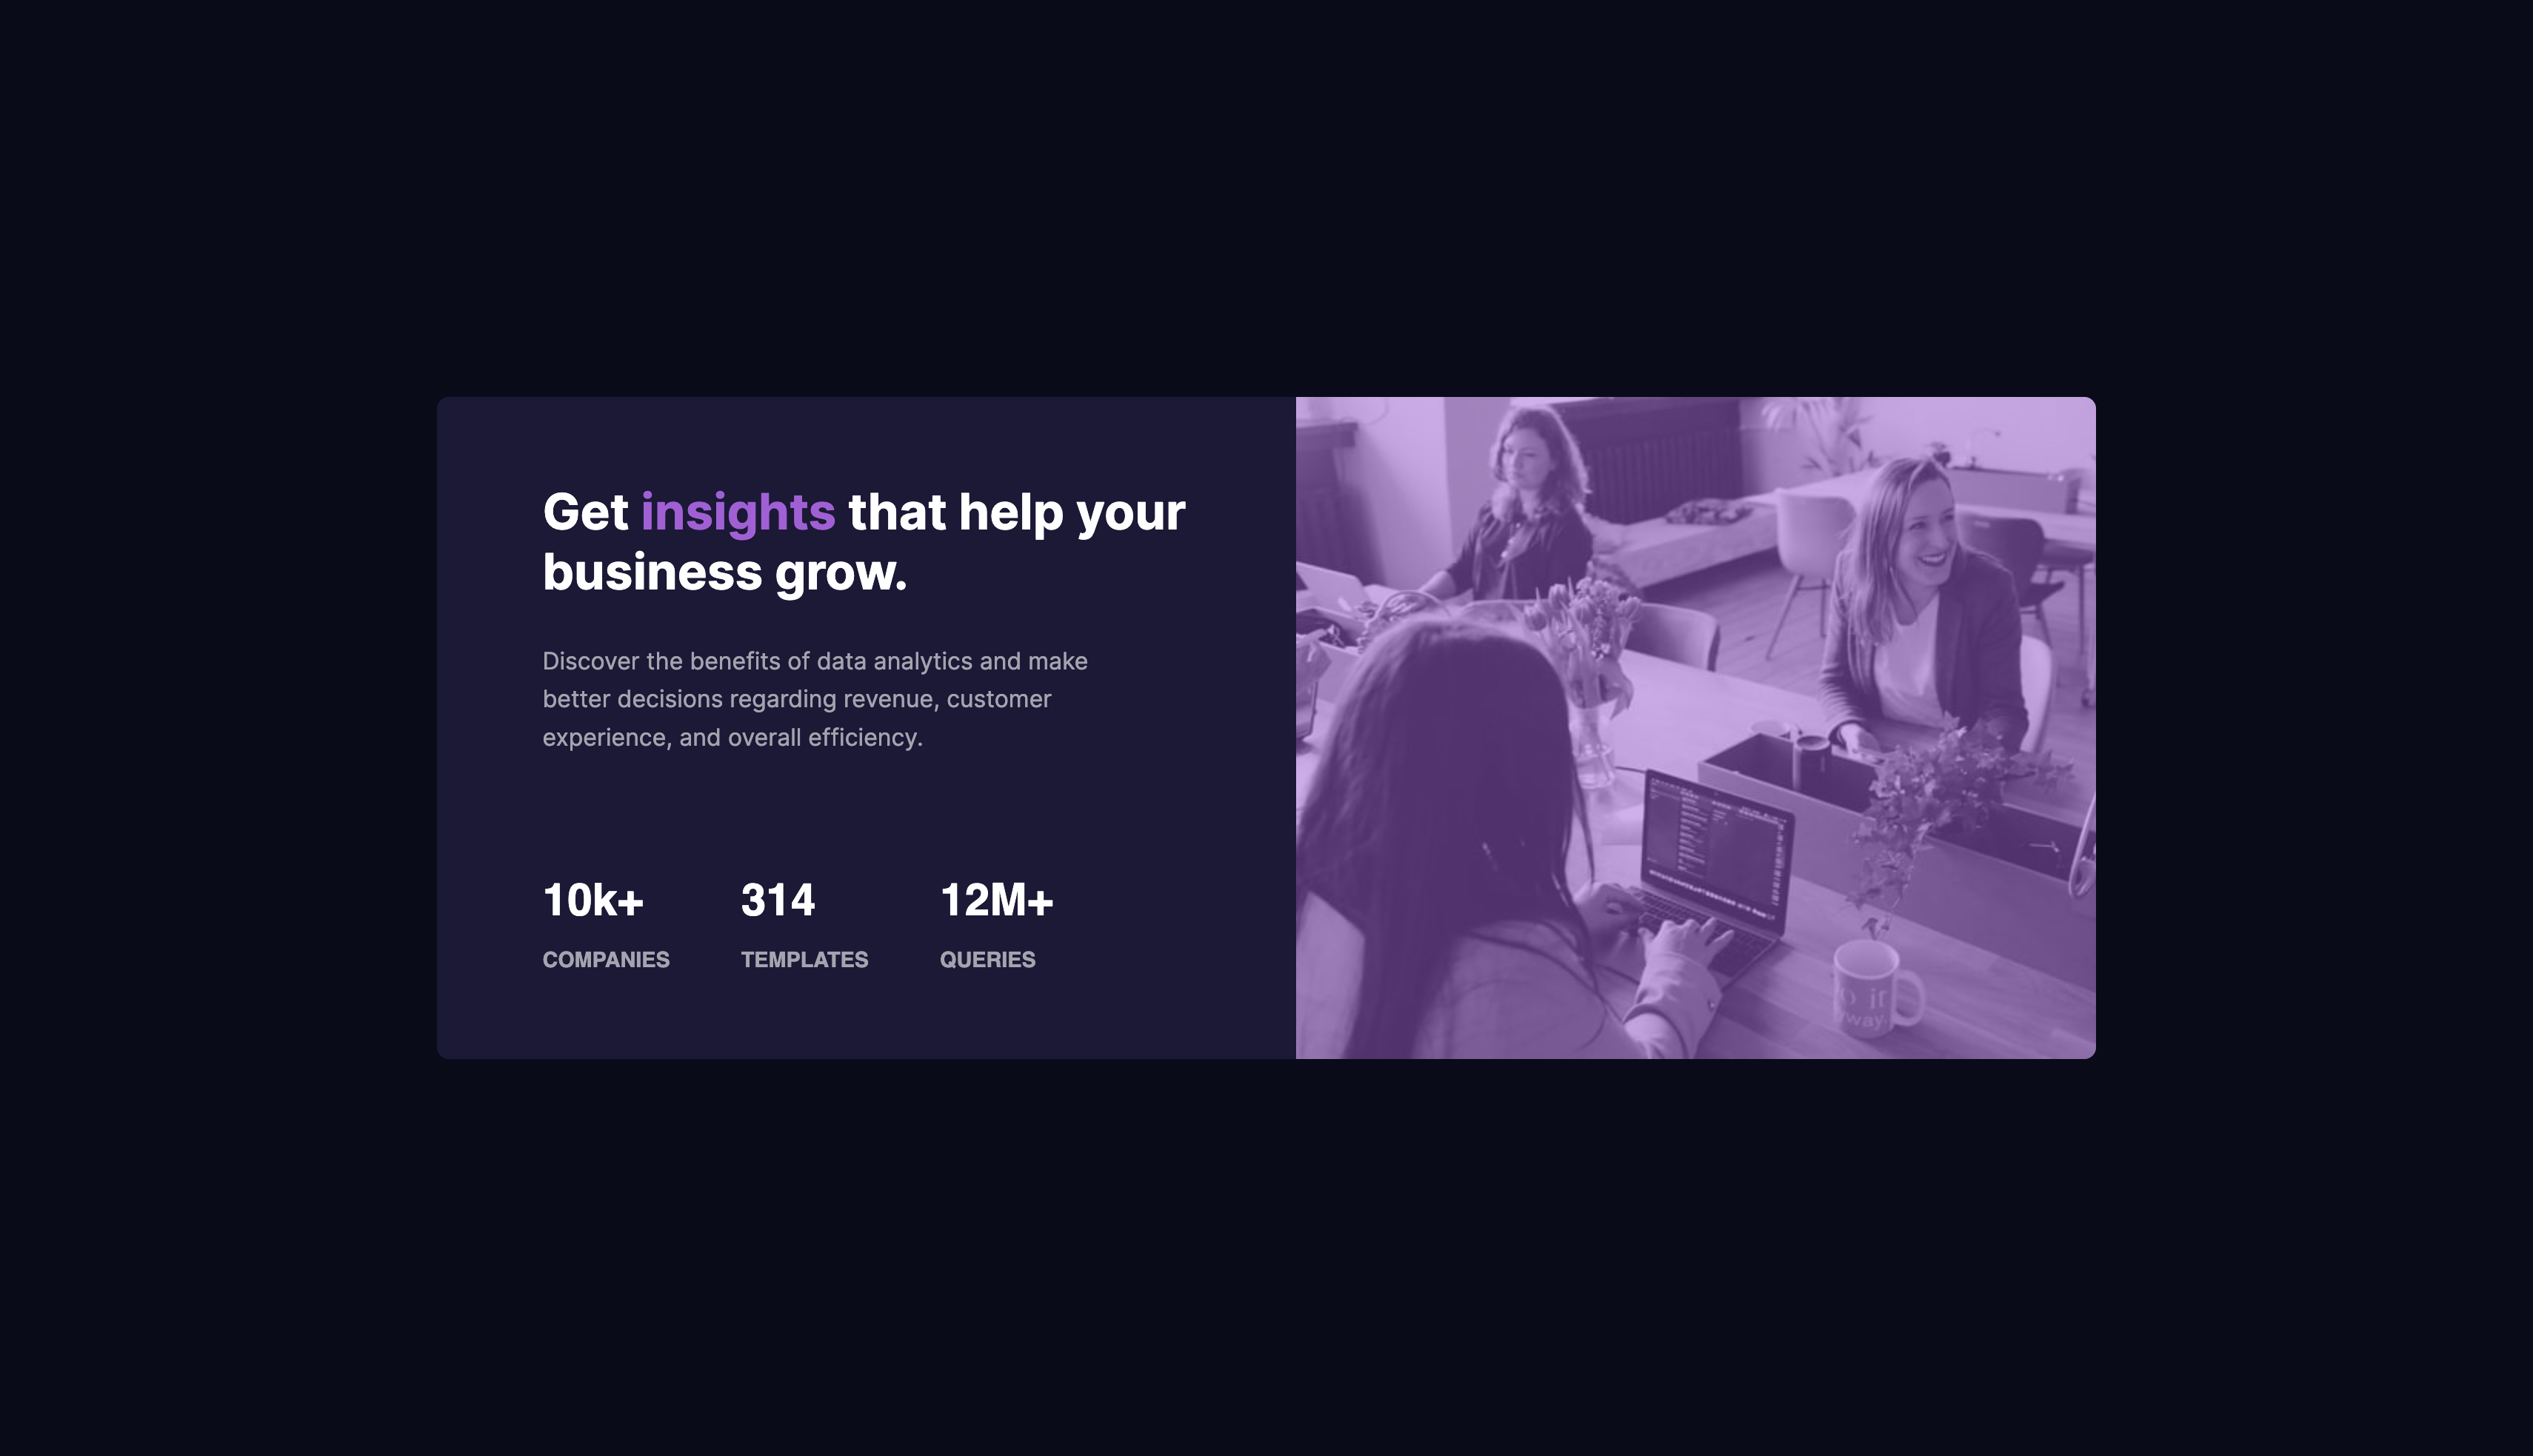 Get insights that help your
business grow.
Discover the benefits of data analytics and make
better decisions regarding revenue, customer
experience, and overall efficiency.
10k+ 314 12M+
COMPANIES TEMPLATES QUERIES